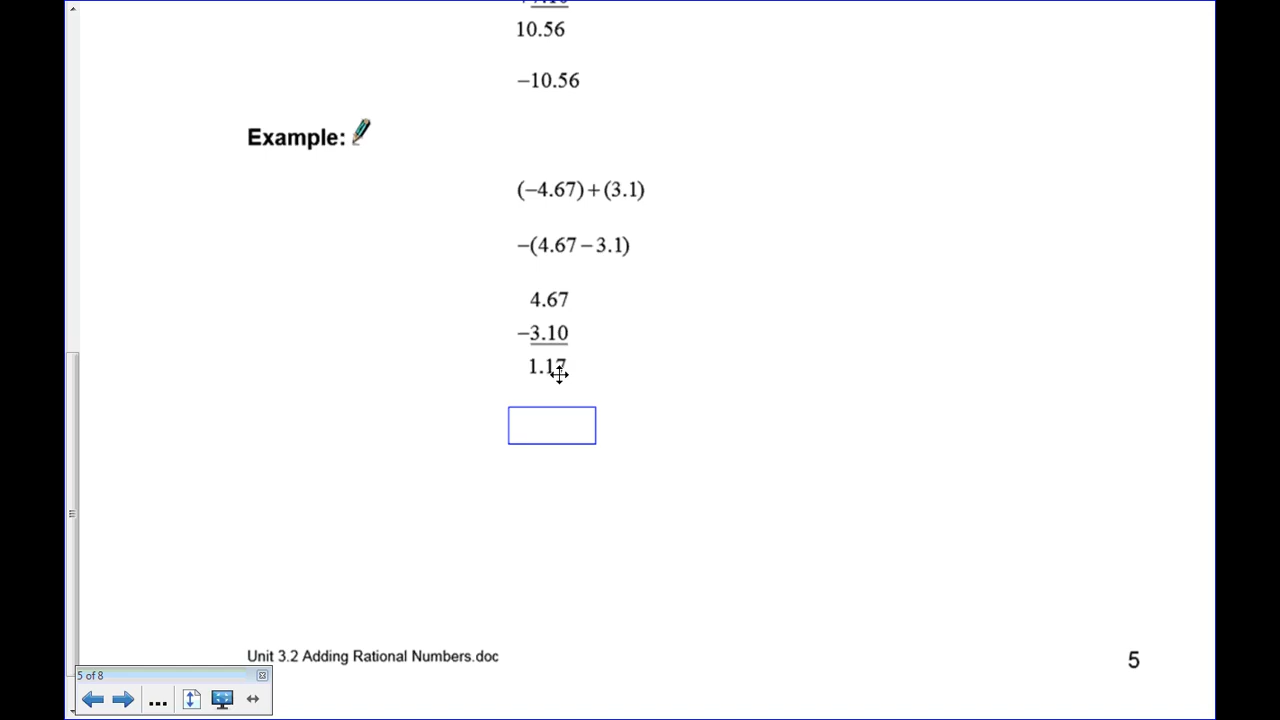 10.56
−10.56
Example:
(−4.67) + (3.1)
−(4.67 − 3.1)
4.67
−3.10
1.17
Unit 3.2 Adding Rational Numbers.doc
5
5 of 8
...